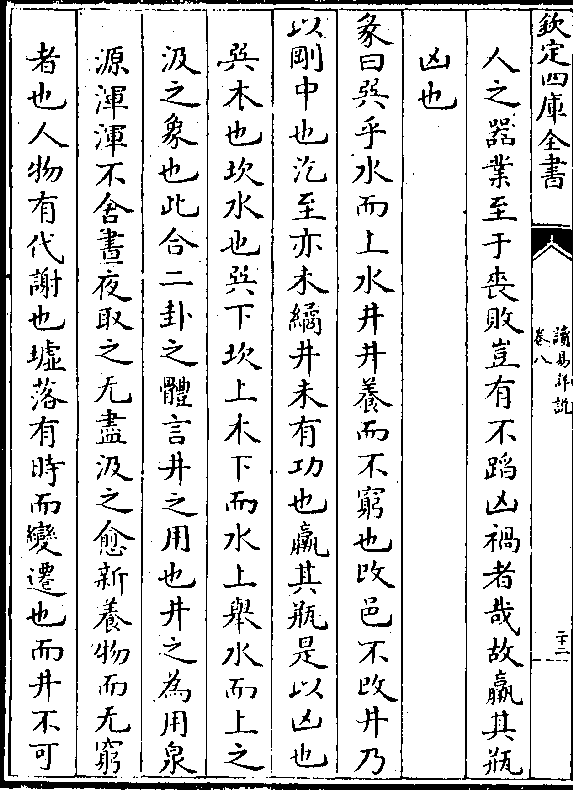 欽定四庫全書
讀易詳說
卷八
二十二
人之器業至于喪敗豈有不蹈凶禍者哉故羸其瓶
凶也
彖曰巽乎水而上水井井養而不窮也改邑不改井乃
以剛中也汔至亦未繘井未有功也羸其瓶是以凶也
巽木也坎水也巽下坎上木下而水上舉水而上之
汲之象也此合二卦之體言井之用也井之為用泉
源渾渾不舍晝夜取之无盡汲之愈新養物而无窮
者也人物有代謝也墟落有時而變遷也而井不可